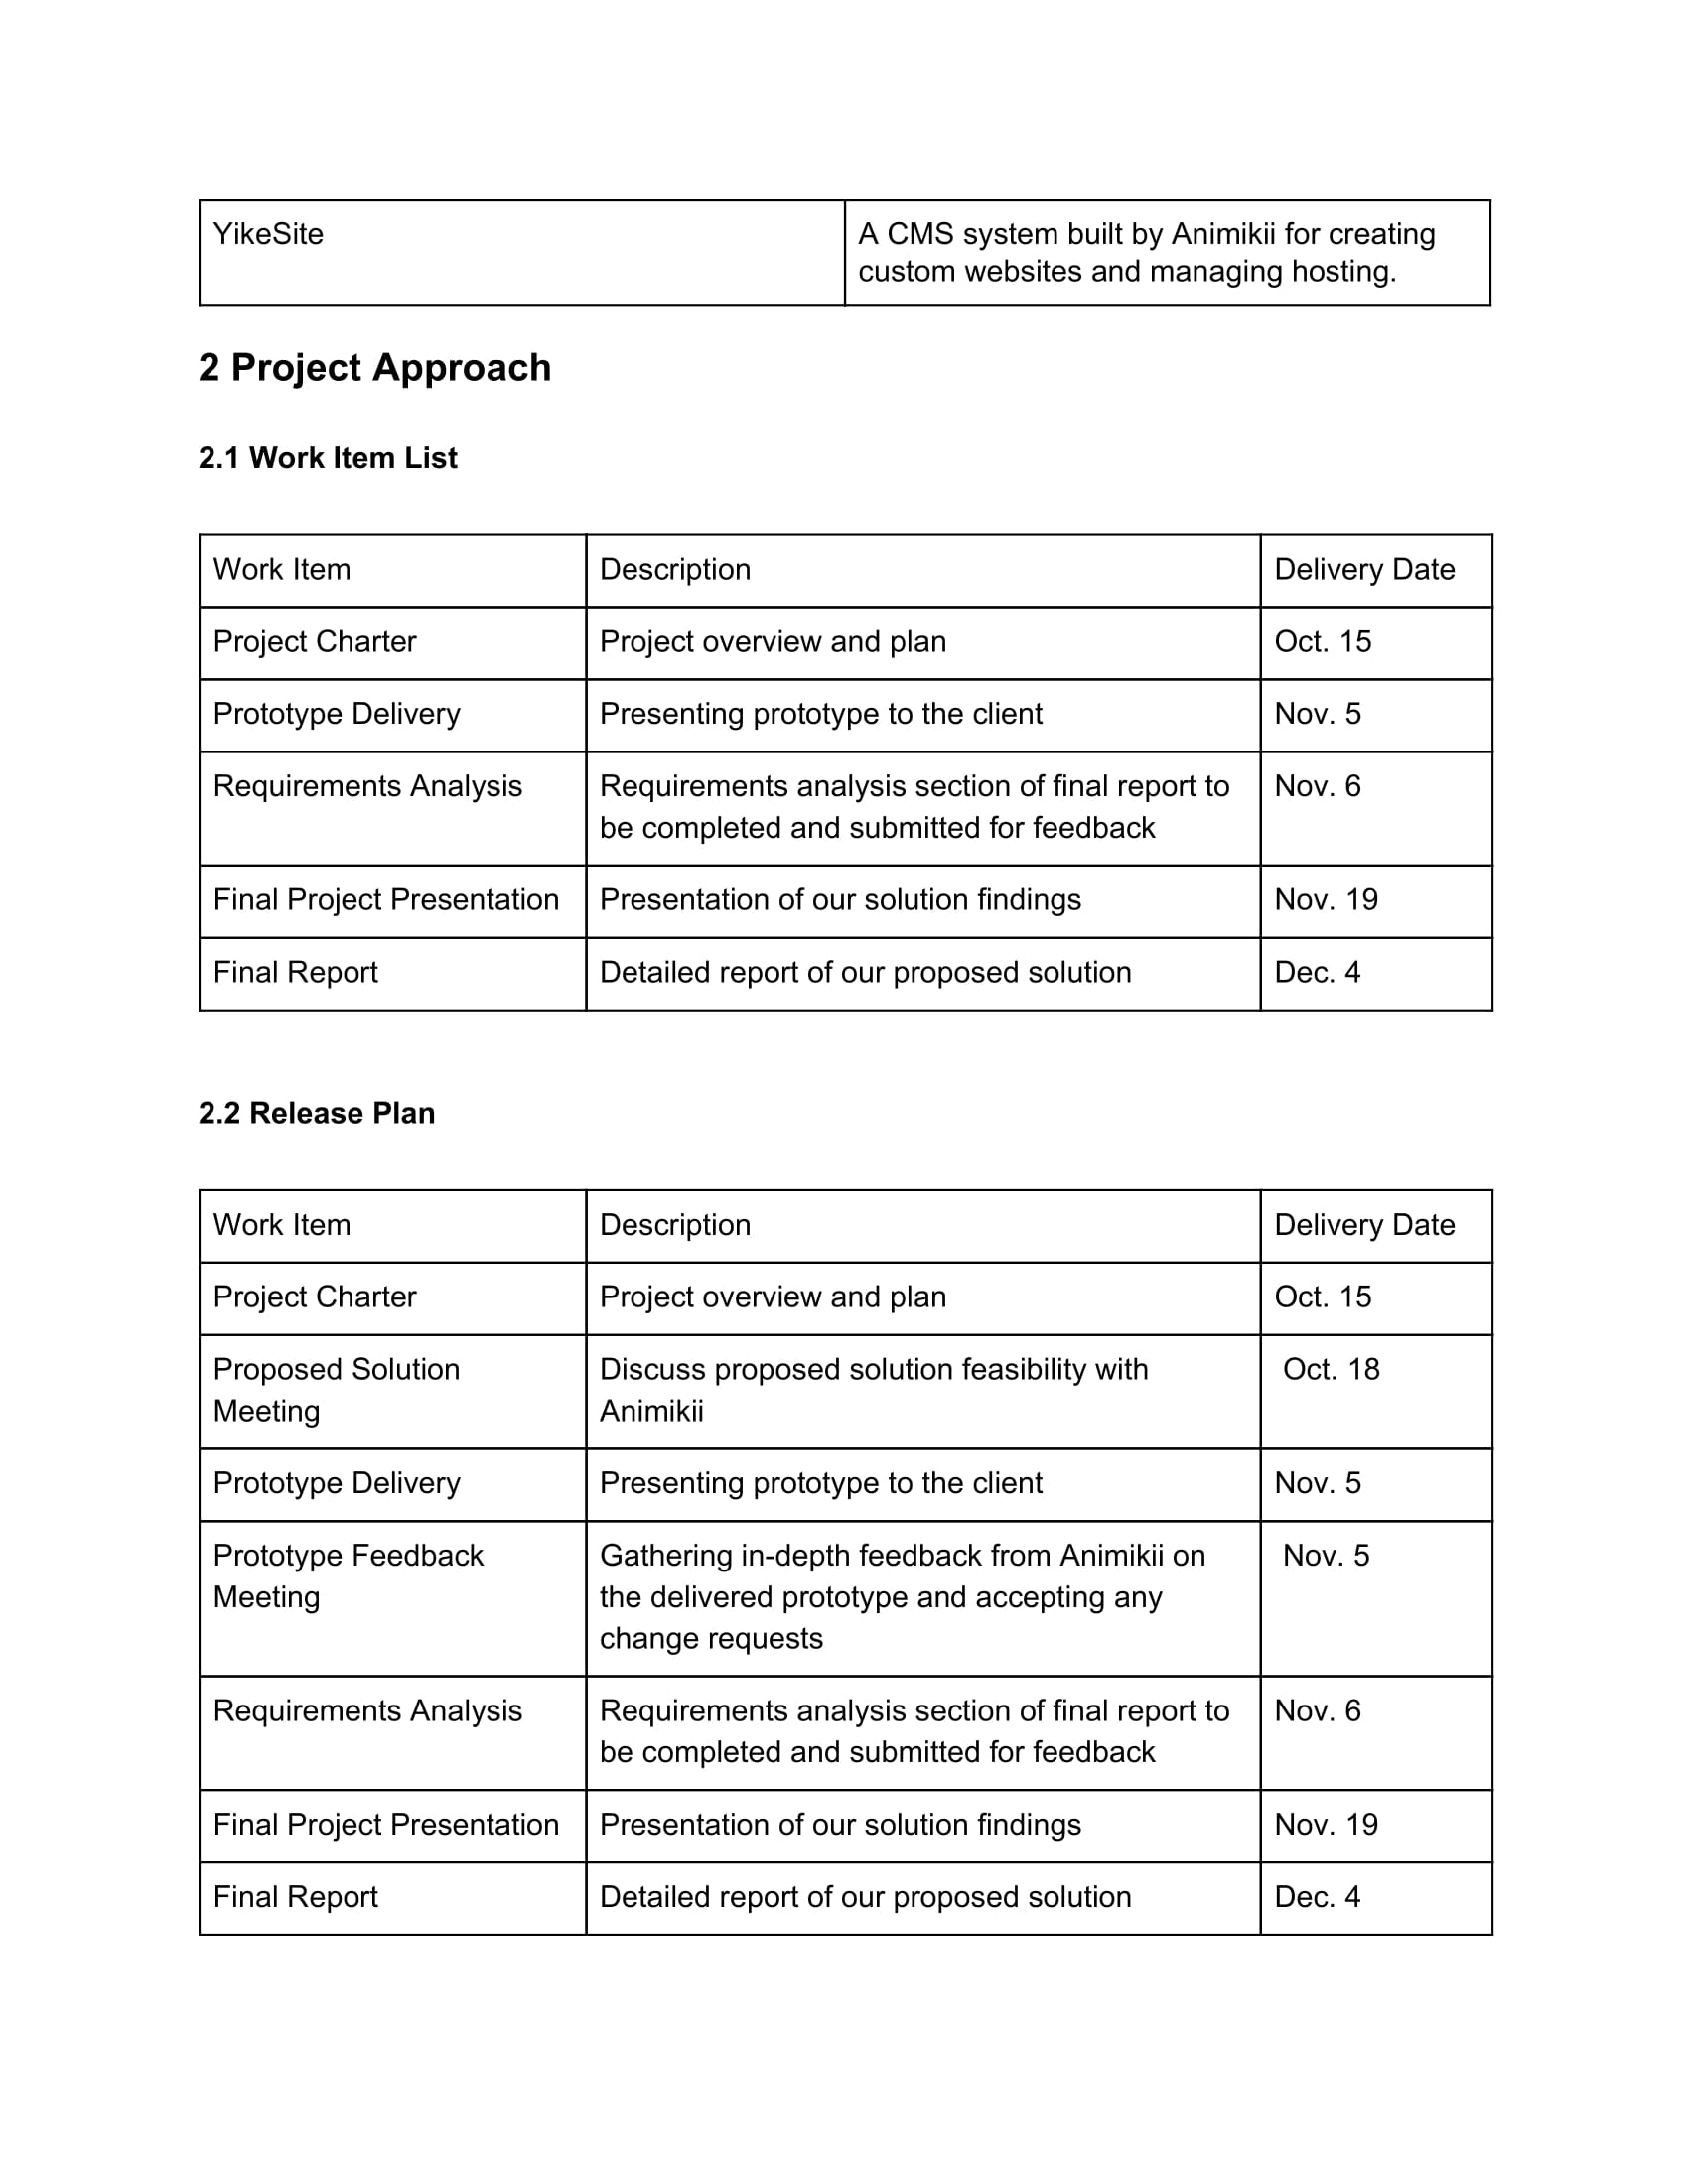 YikeSite
A CMS system built by Animikii for creating
custom websites and managing hosting.
2 Project Approach
2.1 Work Item List
Work Item Description Delivery Date
Project Charter Project overview and plan Oct. 15
Prototype Delivery Presenting prototype to the client Nov. 5
Requirements Analysis Requirements analysis section of final report to Nov. 6
be completed and submitted for feedback
Final Project Presentation Presentation of our solution findings Nov. 19
Final Report Detailed report of our proposed solution Dec. 4
2.2 Release Plan
Work Item Description Delivery Date
Project Charter Project overview and plan Oct. 15
Proposed Solution Discuss proposed solution feasibility with Oct. 18
Meeting Animikii
Prototype Delivery Presenting prototype to the client Nov. 5
Prototype Feedback Gathering in-depth feedback from Animikii on Nov. 5
Meeting the delivered prototype and accepting any
change requests
Requirements Analysis Requirements analysis section of final report to Nov. 6
be completed and submitted for feedback
Final Project Presentation Presentation of our solution findings Nov. 19
Final Report Detailed report of our proposed solution Dec. 4